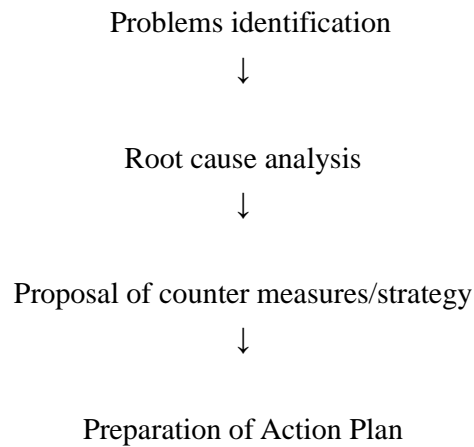 Problems identification
↓
Root cause analysis
↓
Proposal of counter measures/strategy
↓
Preparation of Action Plan